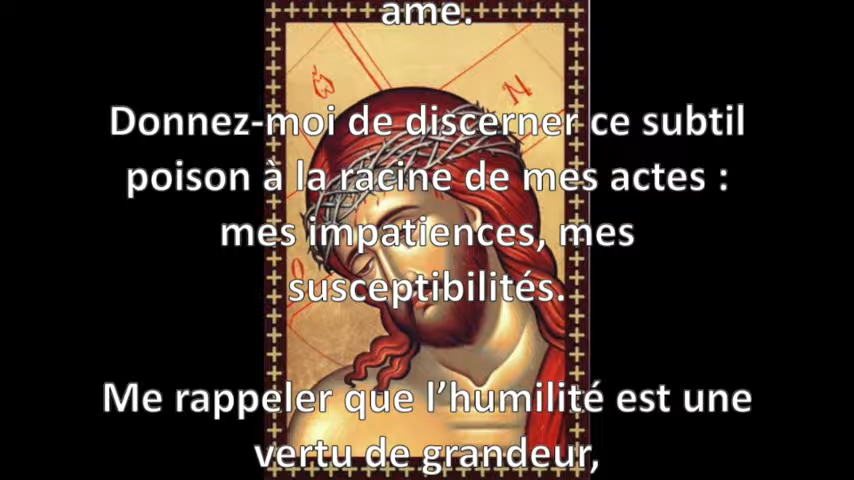 ame.
Donnez-moi de discerner ce subtil
poison à la racine de mes actes :
mes impatiences, mes
susceptibilités.
Me rappeler que l’humilité est une
vertu de grandeur,